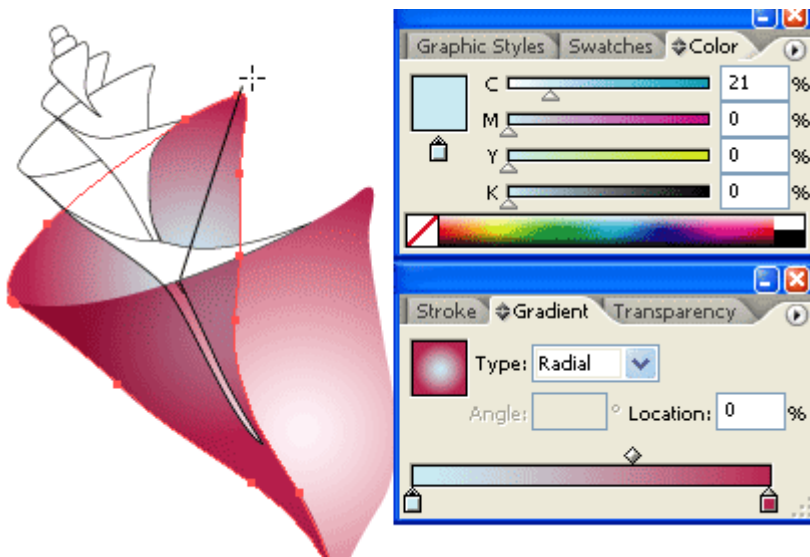 Graphic Styles Swatches Color
C 21 %
M 0 %
Y 0 %
K 0 %
Stroke Gradient Transparency
Type: Radial
Angle: ° Location: 0 %